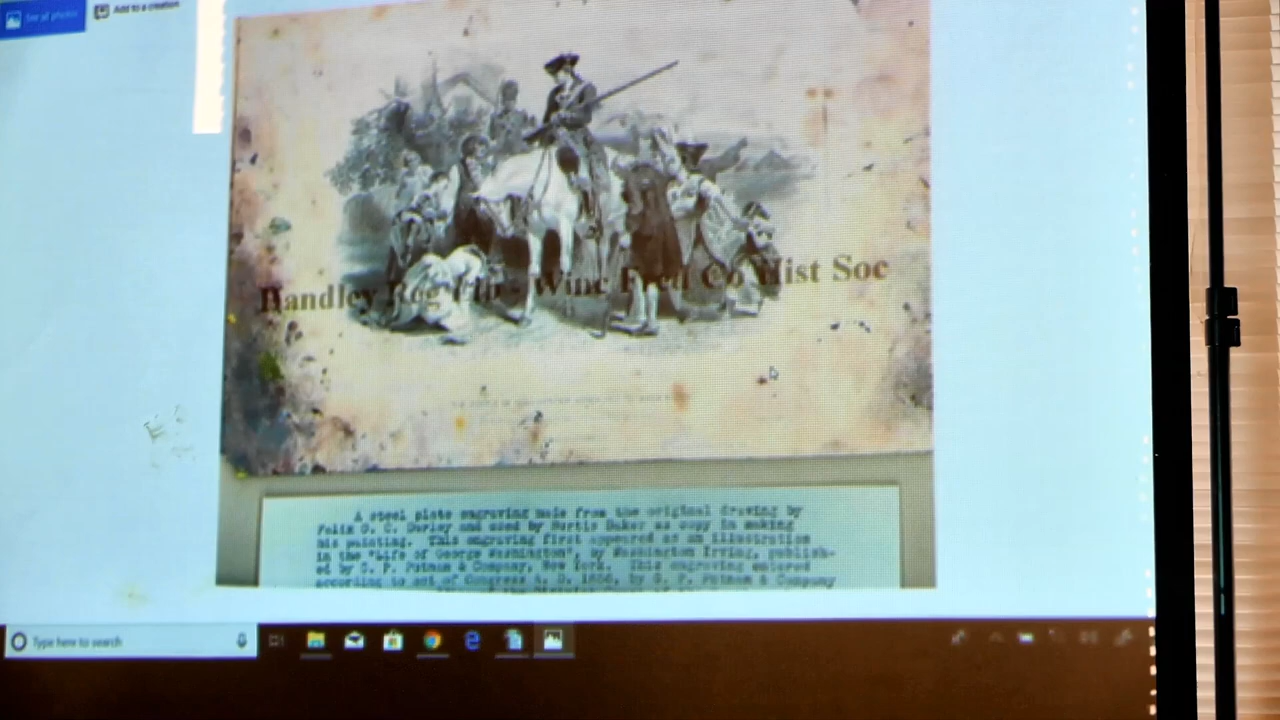 See all photos
Add to a creation
Handley Reg Lib - Winc Fred Co Hist Soc
A steel plate engraving made from the original drawing by
Felix O. C. Darley and used by Burtis Baker as copy in making
his painting. This engraving first appeared as an illustration
in the "Life of George Washington", by Washington Irving, publish-
ed by G. P. Putnam & Company, New York. This engraving entered
according to act of Congress A. D. 1856, by G. P. Putnam & Company
Type here to search